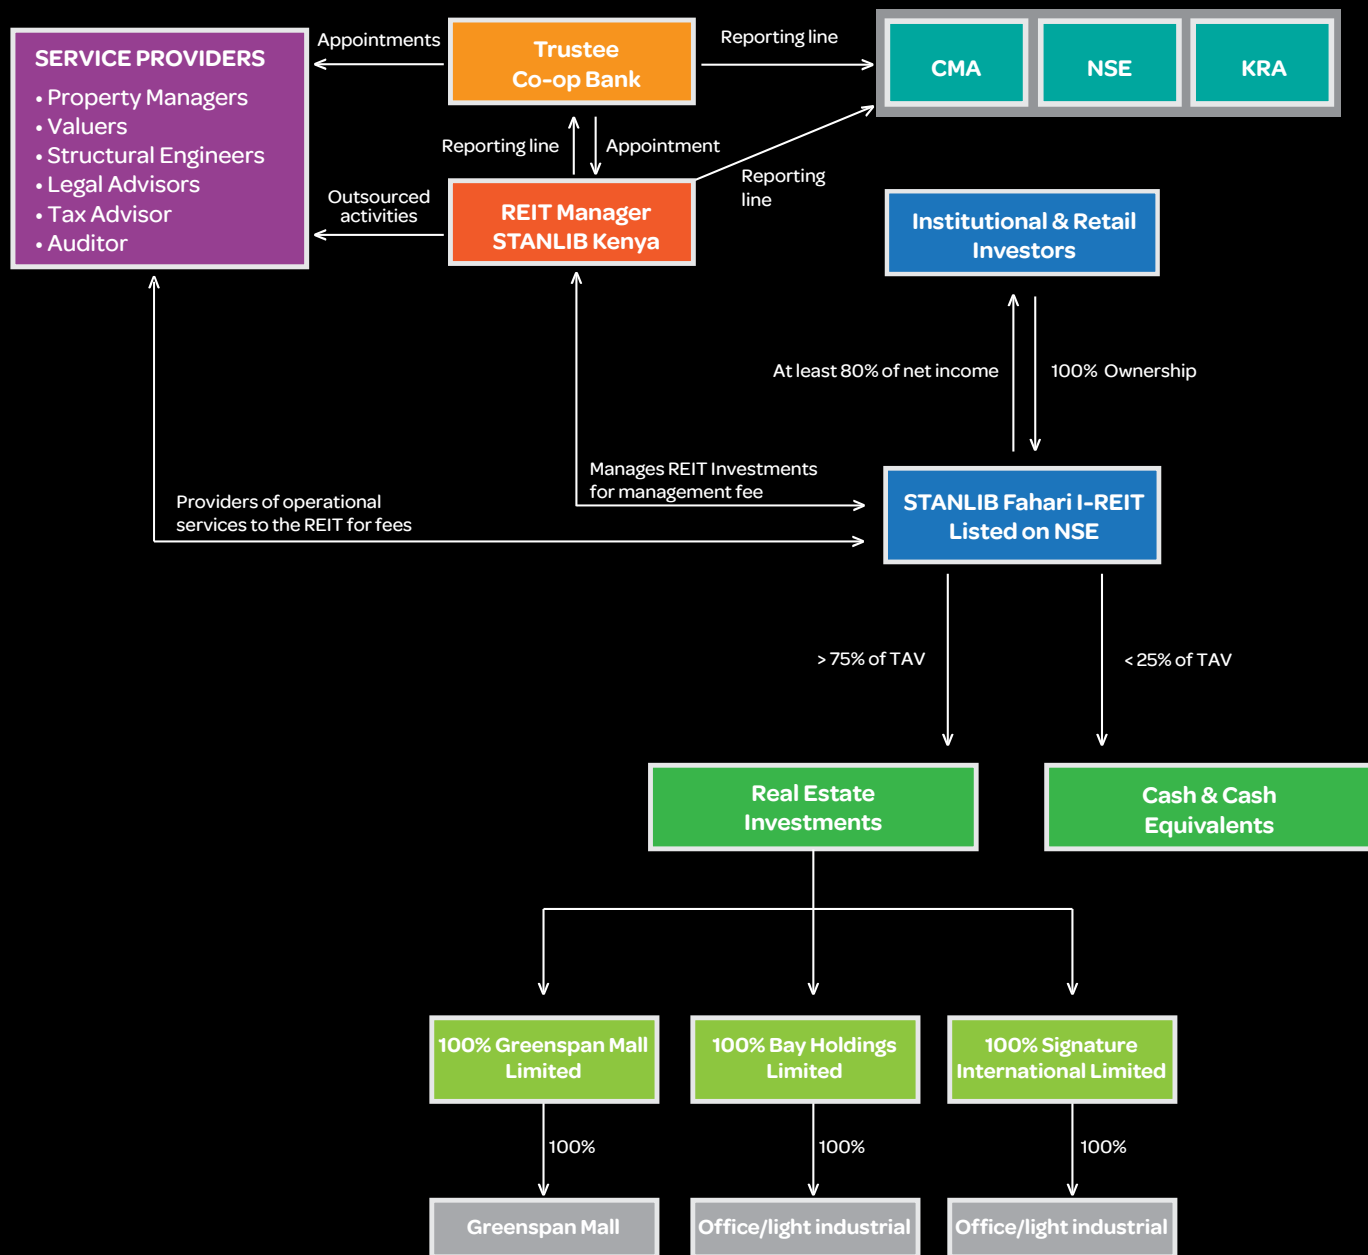 SERVICE PROVIDERS
• Property Managers
• Valuers
• Structural Engineers
• Legal Advisors
• Tax Advisor
• Auditor
Appointments
Trustee
Co-op Bank
Reporting line
CMA
NSE
KRA
Reporting line
Appointment
Reporting
line
Outsourced
activities
REIT Manager
STANLIB Kenya
Institutional & Retail
Investors
At least 80% of net income
100% Ownership
Manages REIT Investments
for management fee
Providers of operational
services to the REIT for fees
STANLIB Fahari I-REIT
Listed on NSE
> 75% of TAV
< 25% of TAV
Real Estate
Investments
Cash & Cash
Equivalents
100% Greenspan Mall
Limited
100% Bay Holdings
Limited
100% Signature
International Limited
100%
100%
100%
Greenspan Mall
Office/light industrial
Office/light industrial